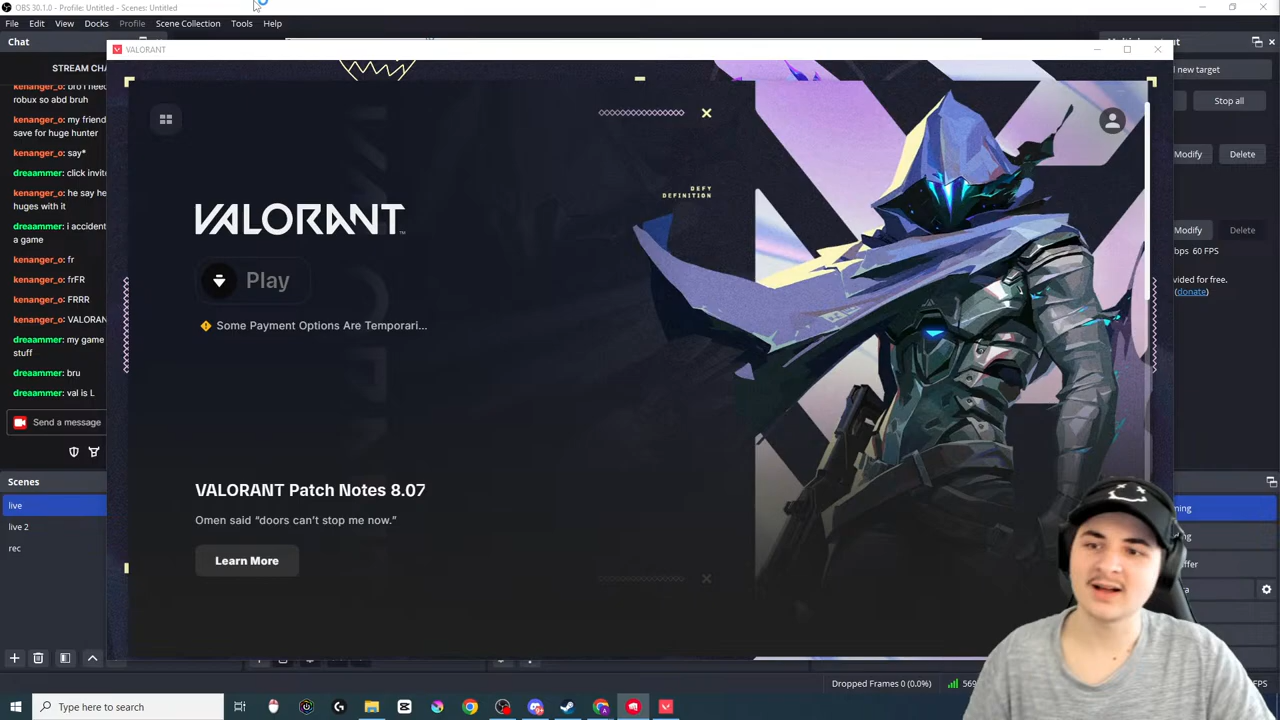 OBS 30.1.0 - Profile: Untitled - Scenes: Untitled
File Edit View Docks Profile Scene Collection Tools Help
Chat
VALORANT
STREAM CHA
new target
robux so abd bruh
Stop all
kenanger_o: my friend
save for huge hunter
kenanger_o: say*
dreaammer: click invit
Modify Delete
kenanger_o: he say he
huges with it
DEFY
DEFINITION
dreaammer: i accident
a game
VALORANT
Modify Delete
kenanger_o: fr
60 FPS
kenanger_o: frFR
Play
vided for free.
kenanger_o: FRRR
(donate)
kenanger_o: VALORAN
Some Payment Options Are Temporari...
dreaammer: my game
stuff
dreaammer: bru
dreaammer: val is L
Send a message
Scenes
VALORANT Patch Notes 8.07
live
Omen said “doors can’t stop me now.”
live 2
rec
Learn More
Dropped Frames 0 (0.0%)
FPS
Type here to search